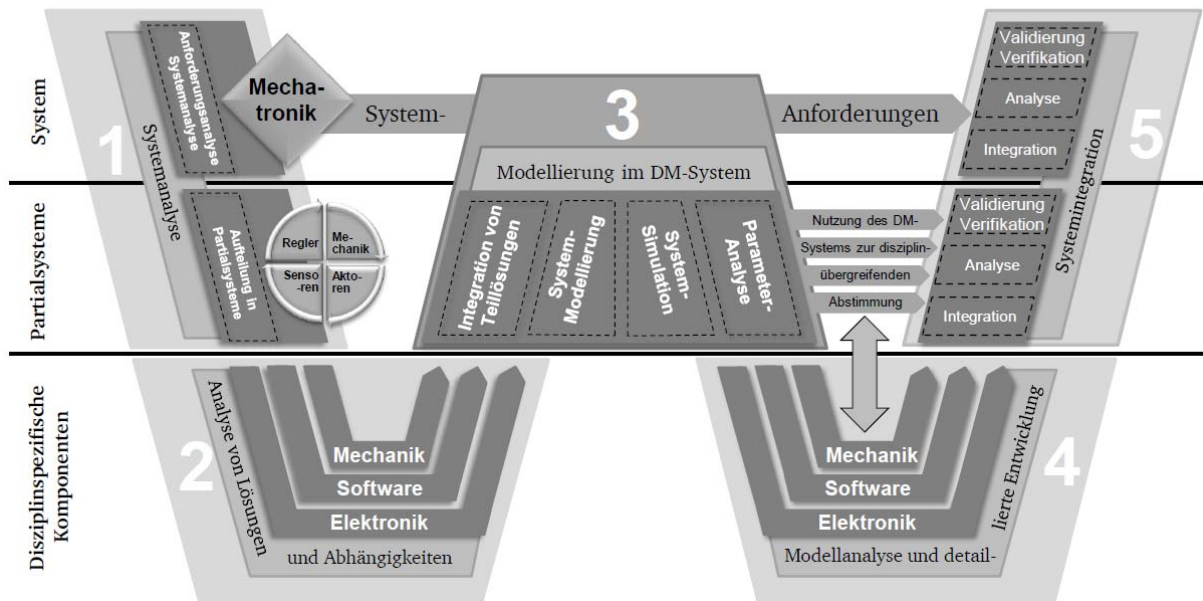 System
Partialsysteme
Disziplinspezifische
Komponenten
1
Systemanalyse
Anforderungsanalyse
Systemanalyse
Mecha-
tronik
Aufteilung in
Partialsysteme
Regler
Me-
chanik
Senso
-ren
Akto-
ren
2
Analyse von Lösungen
und Abhängigkeiten
Mechanik
Software
Elektronik
System-
3
Modellierung im DM-System
Integration von
Teillösungen
System-
Modellierung
System-
Simulation
Parameter-
Analyse
Anforderungen
Nutzung des DM-
Systems zur disziplin-
übergreifenden
Abstimmung
4
Modellanalyse und detail-
lierte Entwicklung
Mechanik
Software
Elektronik
5
Systemintegration
Validierung
Verifikation
Analyse
Integration
Validierung
Verifikation
Analyse
Integration